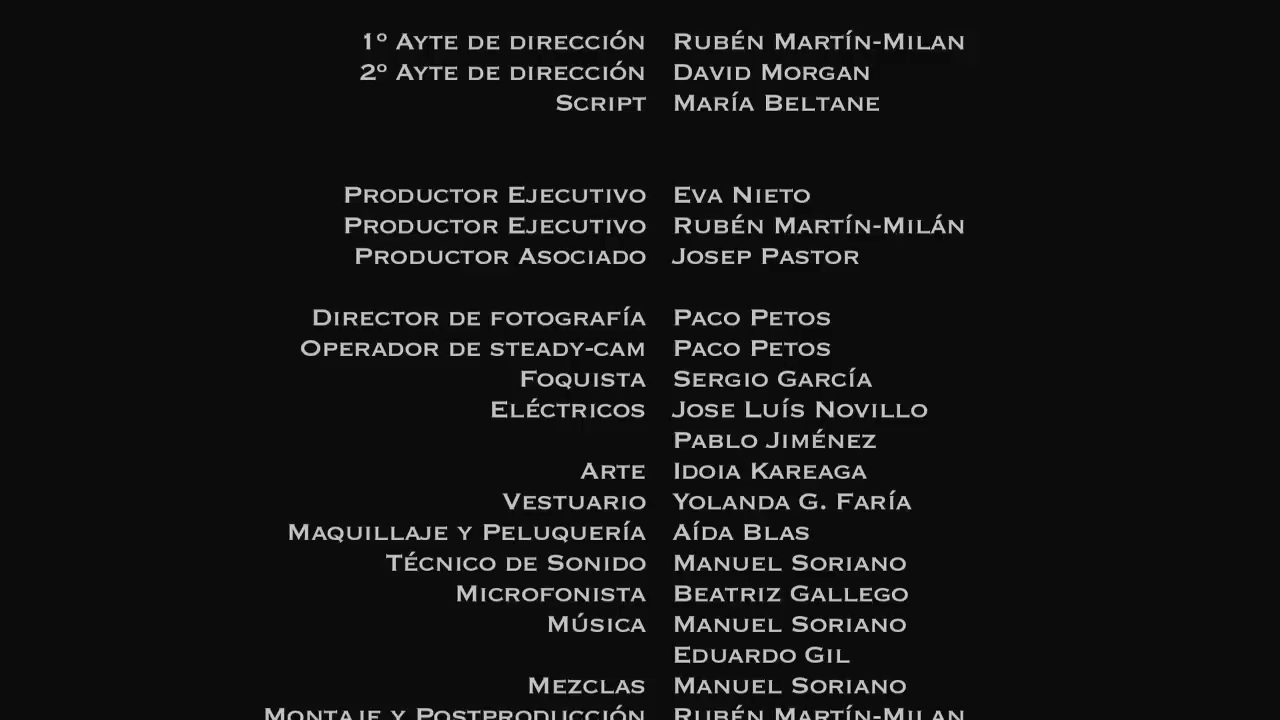 1º Ayte de dirección Rubén Martín-Milan
2º Ayte de dirección David Morgan
Script María Beltane
Productor Ejecutivo Eva Nieto
Productor Ejecutivo Rubén Martín-Milán
Productor Asociado Josep Pastor
Director de fotografía Paco Petos
Operador de steady-cam Paco Petos
Foquista Sergio García
Eléctricos Jose Luís Novillo
Pablo Jiménez
Arte Idoia Kareaga
Vestuario Yolanda G. Faría
Maquillaje y Peluquería Aída Blas
Técnico de Sonido Manuel Soriano
Microfonista Beatriz Gallego
Música Manuel Soriano
Eduardo Gil
Mezclas Manuel Soriano
Montaje y Postproducción Rubén Martín-Milan